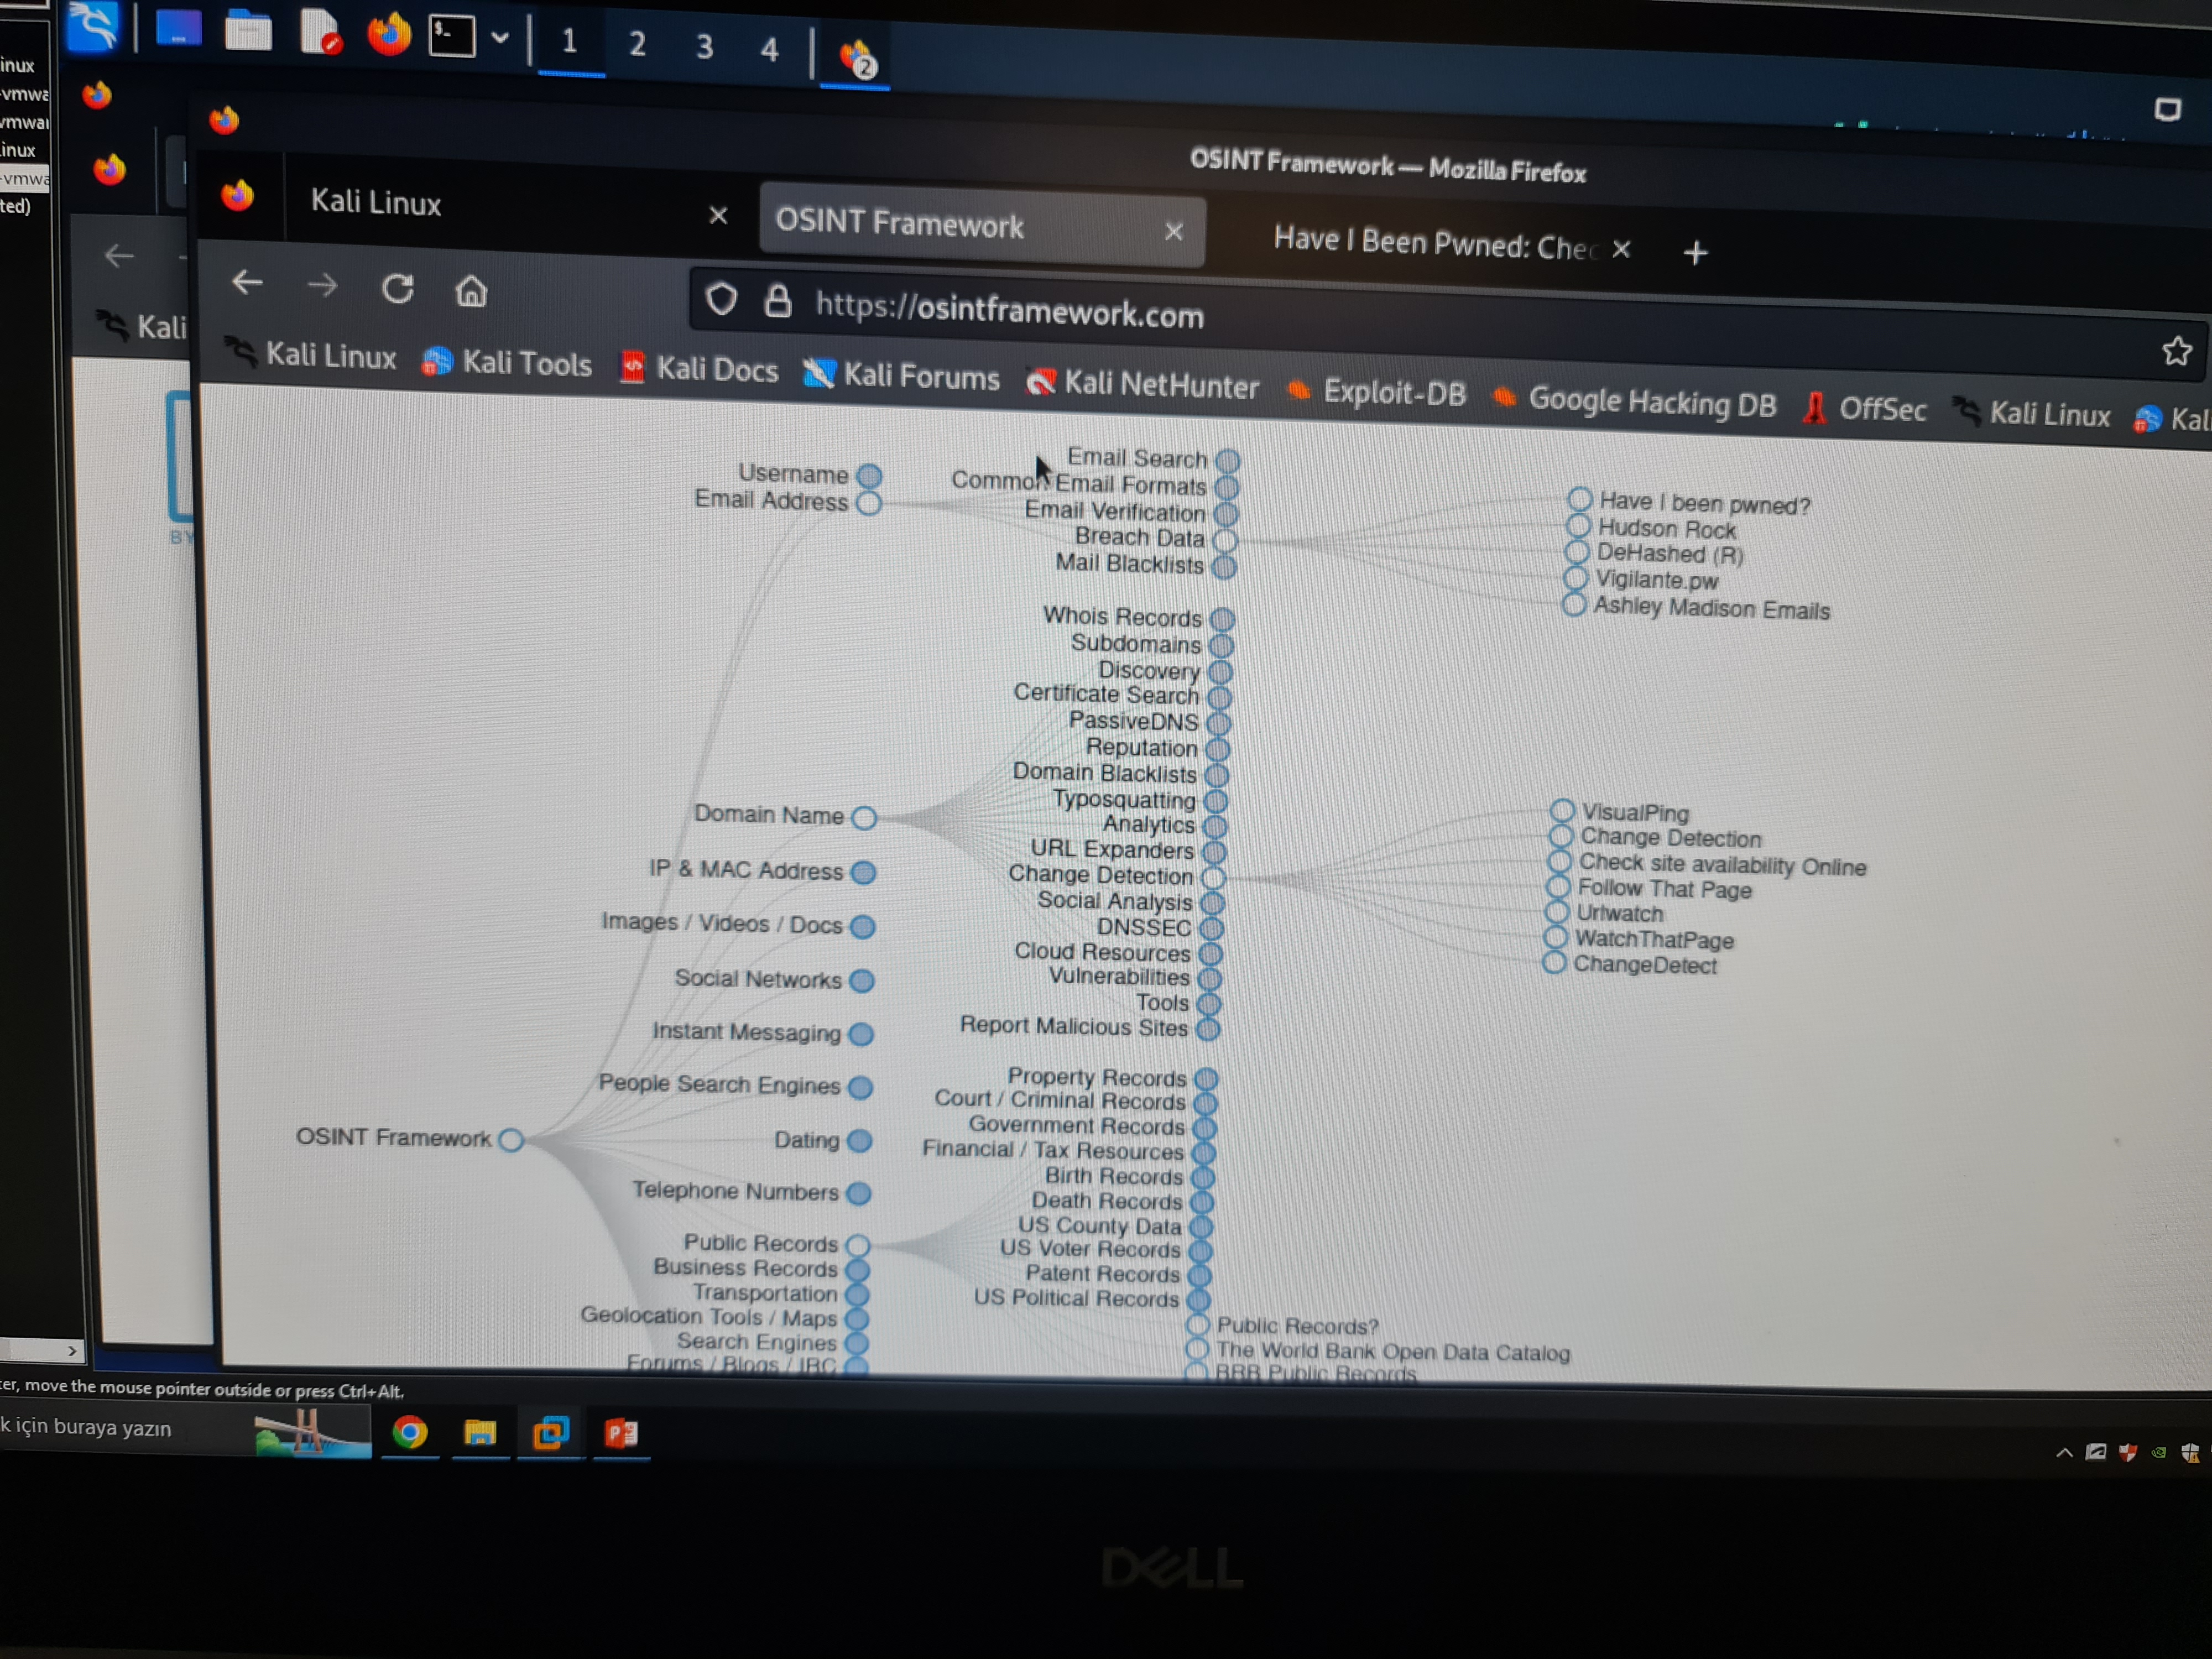 1 2 3 4
2
inux
-vmwa
vmwar
inux
-vmwa
ted)
OSINT Framework — Mozilla Firefox
Kali Linux
OSINT Framework
Have I Been Pwned: Chec
https://osintframework.com
Kali
Kali Linux Kali Tools Kali Docs Kali Forums Kali NetHunter Exploit-DB Google Hacking DB OffSec Kali Linux Kal
BY
Username
Email Address
Email Search
Common Email Formats
Email Verification
Breach Data
Mail Blacklists
Have I been pwned?
Hudson Rock
DeHashed (R)
Vigilante.pw
Ashley Madison Emails
Whois Records
Subdomains
Discovery
Certificate Search
PassiveDNS
Reputation
Domain Blacklists
Typosquatting
Analytics
URL Expanders
Change Detection
Social Analysis
DNSSEC
Cloud Resources
Vulnerabilities
Tools
Report Malicious Sites
VisualPing
Change Detection
Check site availability Online
Follow That Page
Urlwatch
WatchThatPage
ChangeDetect
Domain Name
IP & MAC Address
Images / Videos / Docs
Social Networks
Instant Messaging
People Search Engines
OSINT Framework
Dating
Telephone Numbers
Public Records
Business Records
Transportation
Geolocation Tools / Maps
Search Engines
Forums / Blogs / IRC
Property Records
Court / Criminal Records
Government Records
Financial / Tax Resources
Birth Records
Death Records
US County Data
US Voter Records
Patent Records
US Political Records
Public Records?
The World Bank Open Data Catalog
BRB Public Records
ter, move the mouse pointer outside or press Ctrl+Alt.
k için buraya yazın
DELL